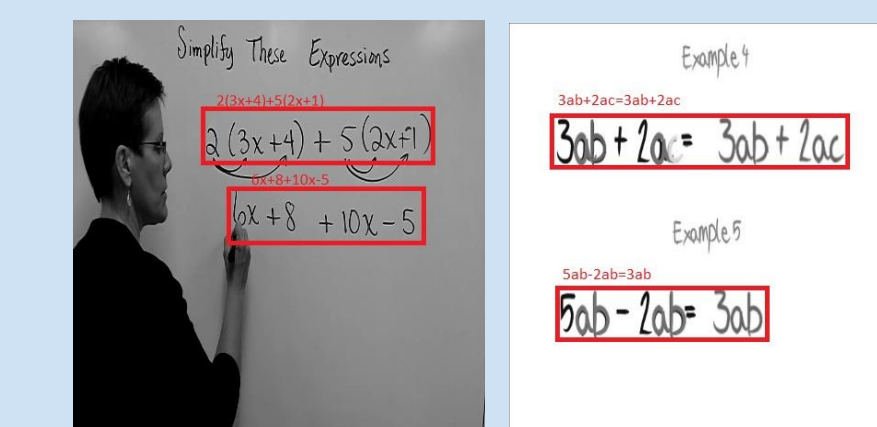 Simplify These Expressions
2(3x+4)+5(2x+1)
2(3x+4) + 5(2x+1)
6x+8+10x-5
6x+8 +10x-5
Example 4
3ab+2ac=3ab+2ac
3ab+2ac= 3ab+2ac
Example 5
5ab-2ab=3ab
5ab-2ab= 3ab